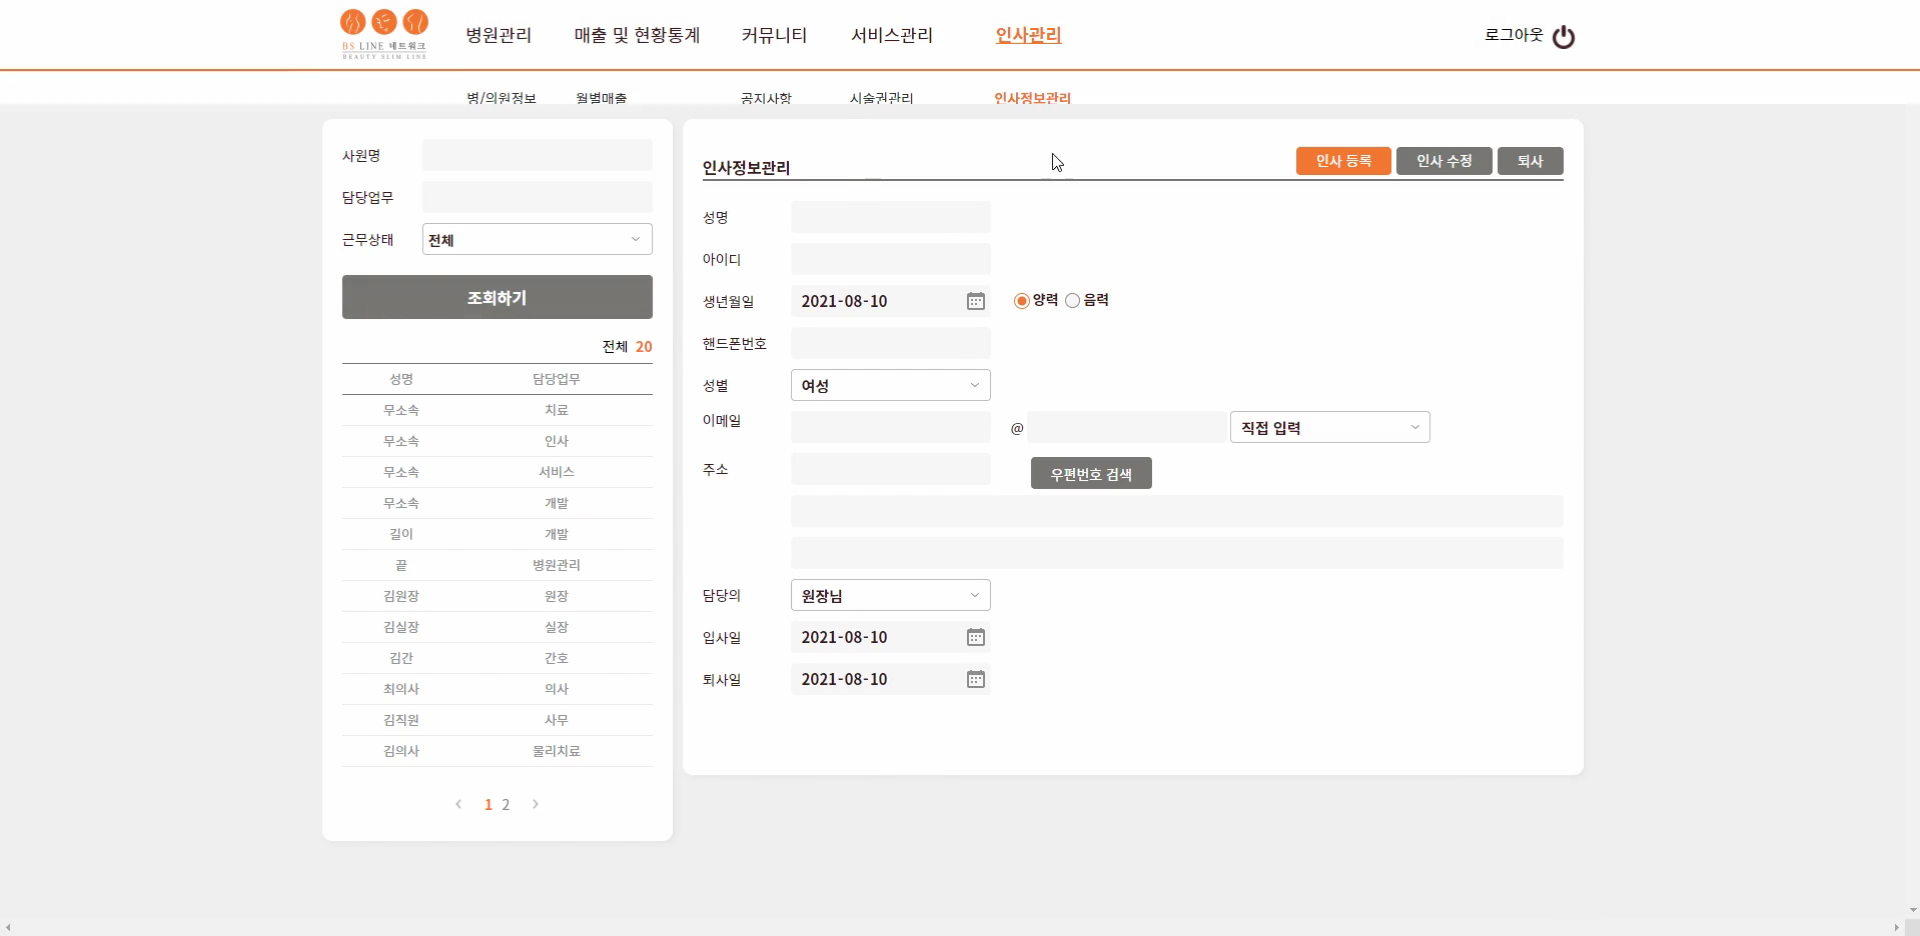 BS LINE 네트워크
BEAUTY SLIM LINE
병원관리 매출 및 현황통계 커뮤니티 서비스관리 인사관리 로그아웃
병/의원정보 월별매출 공지사항 시술권관리 인사정보관리
사원명
담당업무
근무상태 전체
조회하기
전체 20
성명 담당업무
무소속 치료
무소속 인사
무소속 서비스
무소속 개발
길이 개발
끝 병원관리
김원장 원장
김실장 실장
김간 간호
최의사 의사
김직원 사무
김의사 물리치료
1 2
인사정보관리 인사 등록 인사 수정 퇴사
성명
아이디
생년월일 2021-08-10 양력 음력
핸드폰번호
성별 여성
이메일 @ 직접 입력
주소 우편번호 검색
담당의 원장님
입사일 2021-08-10
퇴사일 2021-08-10